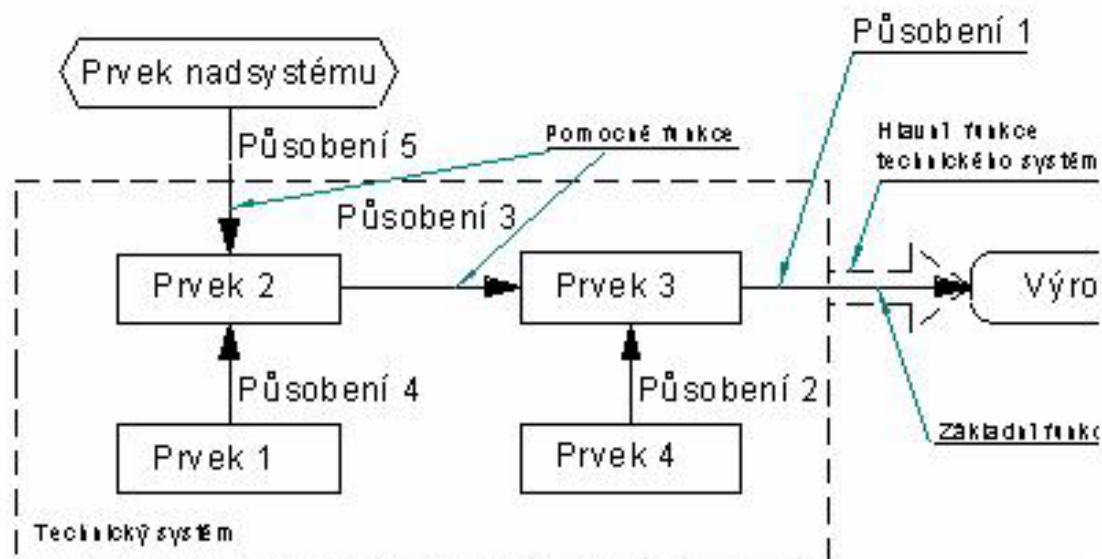 Působení 1
Prvek nadsystému
Působení 5
Pomocné funkce
Hlavní funkce
technického systém
Působení 3
Prvek 2
Prvek 3
Výro
Působení 4
Působení 2
Základní funkc
Prvek 1
Prvek 4
Technický systém